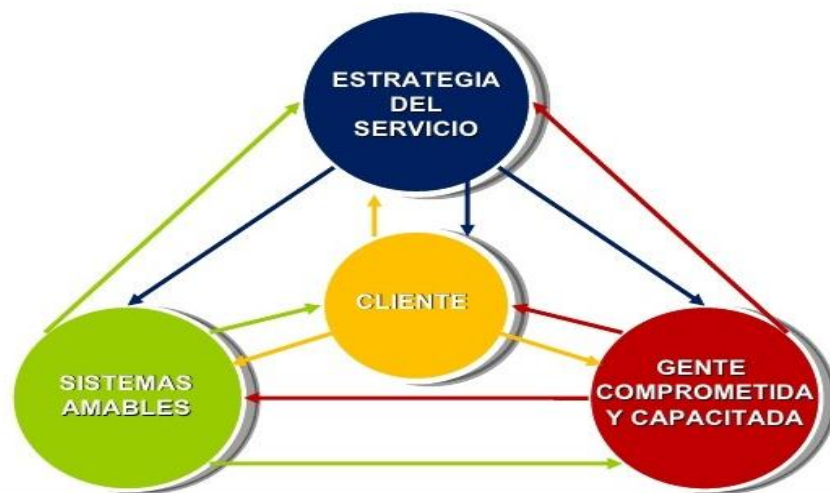 ESTRATEGIA
DEL
SERVICIO
CLIENTE
SISTEMAS
AMABLES
GENTE
COMPROMETIDA
Y CAPACITADA